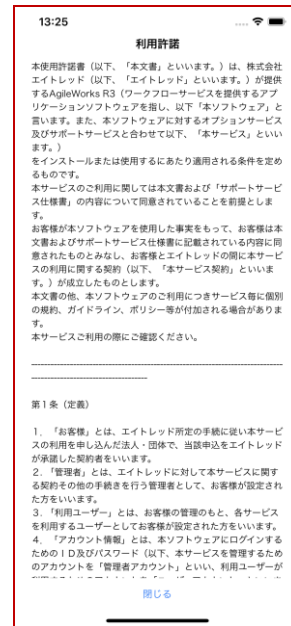 13:25
利用許諾
本使用許諾書（以下、「本文書」といいます。）は、株式会社
エイトレッド（以下、「エイトレッド」といいます。）が提供
するAgileWorks R3（ワークフローサービスを提供するアプ
リケーションソフトウェアを指し、以下「本ソフトウェア」と
言います。また、本ソフトウェアに対するオプションサービス
及びサポートサービスと合わせて以下、「本サービス」といい
ます。）
をインストールまたは使用するにあたり適用される条件を定め
るものです。
本サービスのご利用に関しては本文書および「サポートサービ
ス仕様書」の内容について同意されていることを前提としま
す。
お客様が本ソフトウェアを使用した事実をもって、お客様は本
文書およびサポートサービス仕様書に記載されている内容に同
意されたものとみなし、お客様とエイトレッドの間に本サービ
スの利用に関する契約（以下、「本サービス契約」といいま
す。）が成立したものとします。
本文書の他、本ソフトウェアのご利用につきサービス毎に個別
の規約、ガイドライン、ポリシー等が付加される場合がありま
す。
本サービスご利用の際にご確認ください。
第１条（定義）
１．「お客様」とは、エイトレッド所定の手続に従い本サービ
スの利用を申し込んだ法人・団体で、当該申込をエイトレッド
が承諾した契約者をいいます。
２．「管理者」とは、エイトレッドに対して本サービスに関す
る契約その他の手続きを行う管理者として、お客様が設定され
た方をいいます。
３．「利用ユーザー」とは、お客様の管理のもと、各サービス
を利用するユーザーとしてお客様が設定された方をいいます。
４．「アカウント情報」とは、本ソフトウェアにログインする
ためのＩＤ及びパスワード（以下、本サービスを管理するため
のアカウントを「管理者アカウント」といい、利用ユーザーが
閉じる